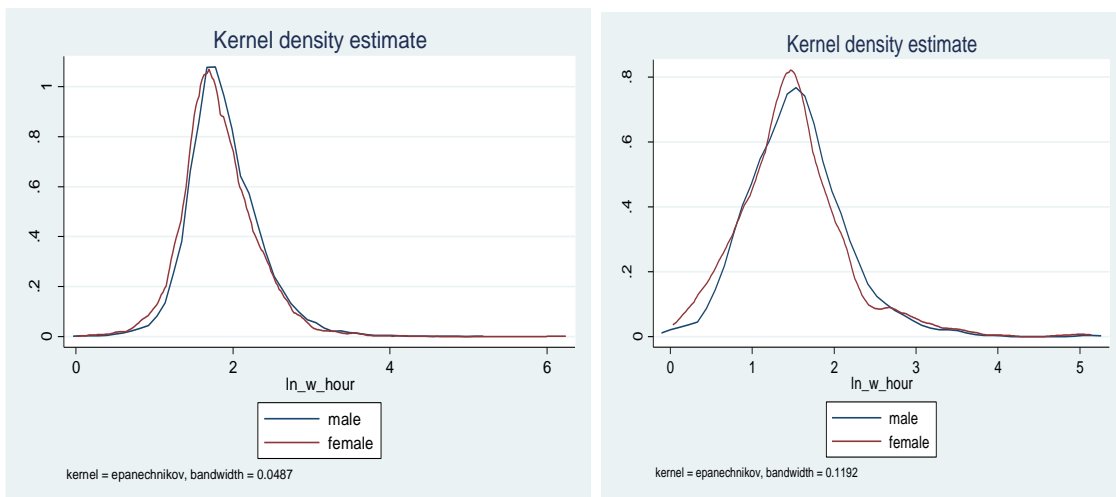 Kernel density estimate
1
.8
.6
.4
.2
0
0 2 4 6
ln_w_hour
male
female
kernel = epanechnikov, bandwidth = 0.0487
Kernel density estimate
.8
.6
.4
.2
0
0 1 2 3 4 5
ln_w_hour
male
female
kernel = epanechnikov, bandwidth = 0.1192